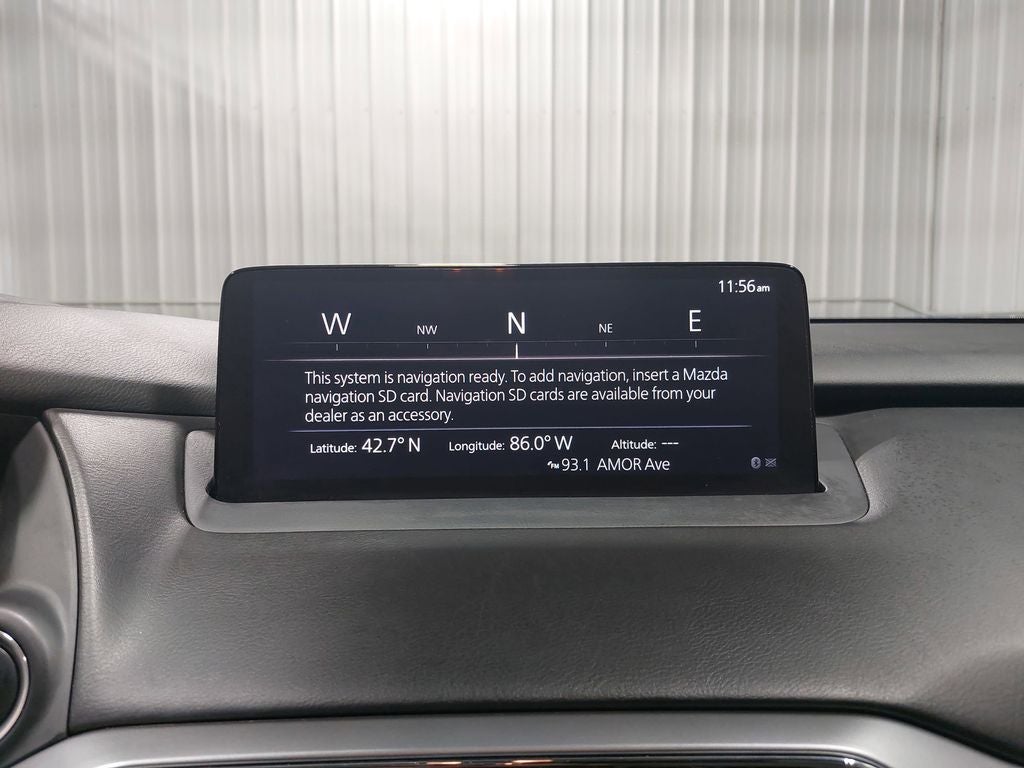 11:56am
W NW N NE E
This system is navigation ready. To add navigation, insert a Mazda
navigation SD card. Navigation SD cards are available from your
dealer as an accessory.
Latitude: 42.7° N Longitude: 86.0° W Altitude: ---
FM 93.1 AMOR Ave